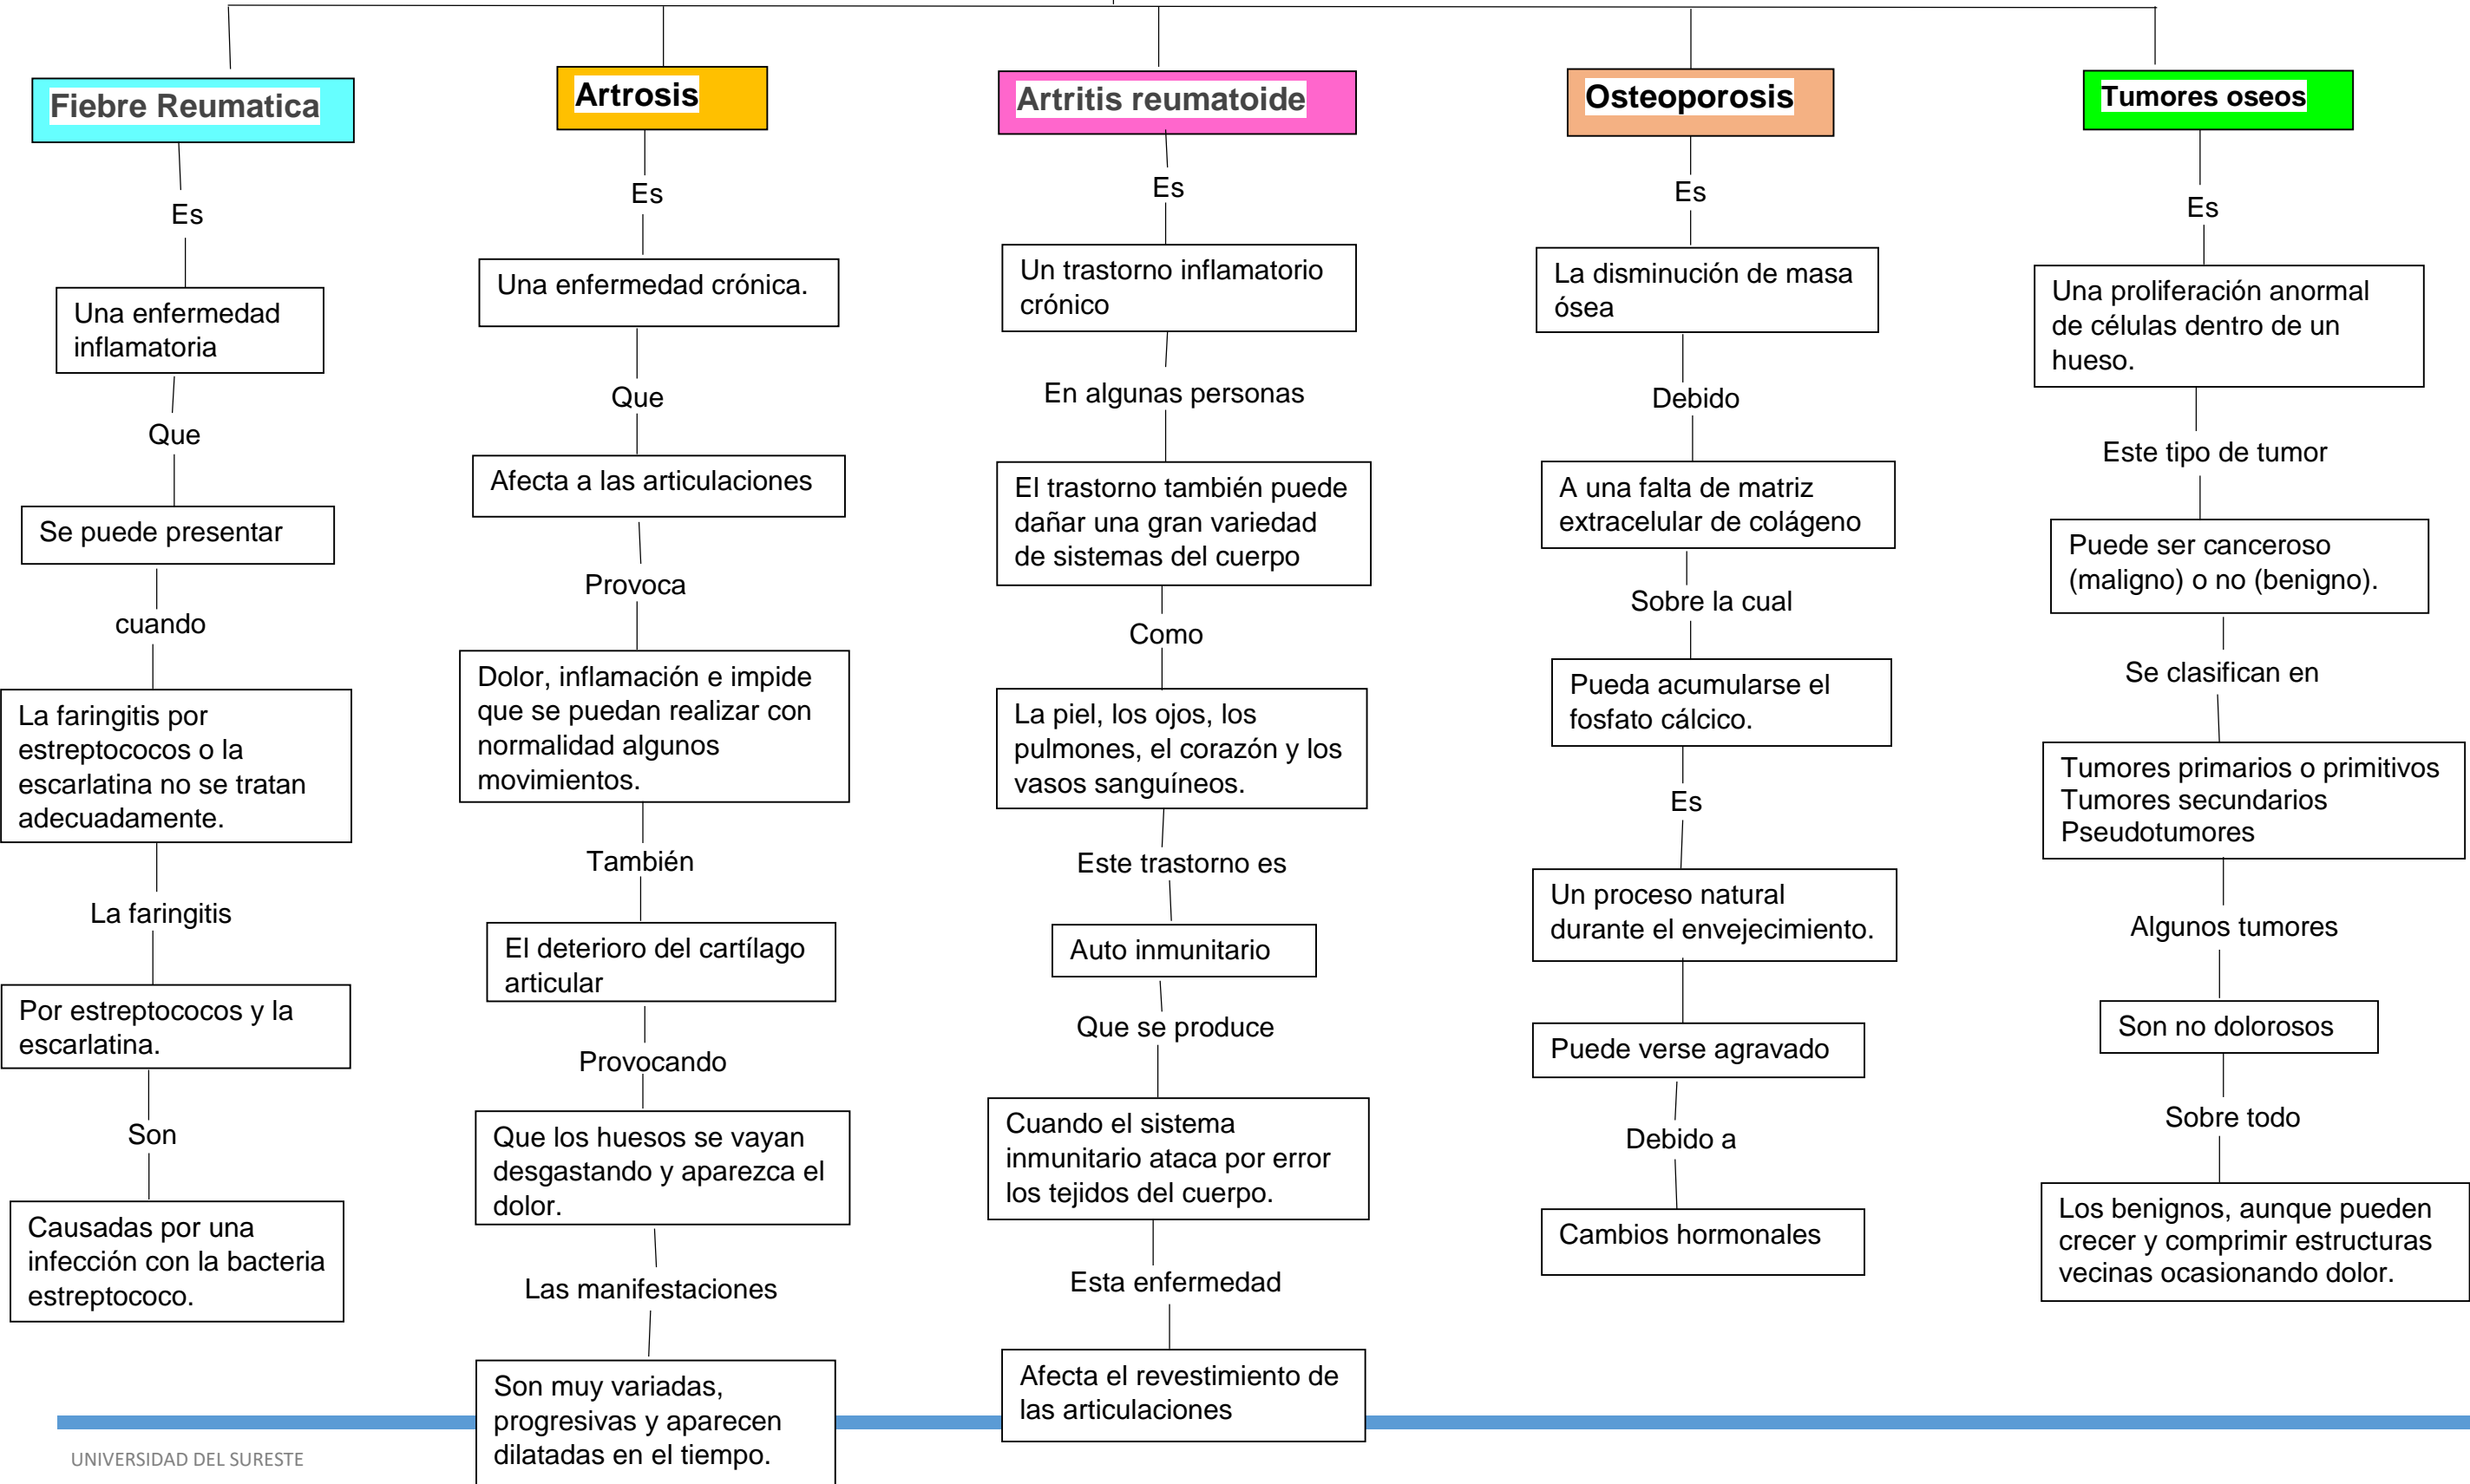 Fiebre Reumatica
Es
Una enfermedad
inflamatoria
Que
Se puede presentar
cuando
La faringitis por
estreptococos o la
escarlatina no se tratan
adecuadamente.
La faringitis
Por estreptococos y la
escarlatina.
Son
Causadas por una
infección con la bacteria
estreptococo.
Artrosis
Es
Una enfermedad crónica.
Que
Afecta a las articulaciones
Provoca
Dolor, inflamación e impide
que se puedan realizar con
normalidad algunos
movimientos.
También
El deterioro del cartílago
articular
Provocando
Que los huesos se vayan
desgastando y aparezca el
dolor.
Las manifestaciones
Son muy variadas,
progresivas y aparecen
dilatadas en el tiempo.
Artritis reumatoide
Es
Un trastorno inflamatorio
crónico
En algunas personas
El trastorno también puede
dañar una gran variedad
de sistemas del cuerpo
Como
La piel, los ojos, los
pulmones, el corazón y los
vasos sanguíneos.
Este trastorno es
Auto inmunitario
Que se produce
Cuando el sistema
inmunitario ataca por error
los tejidos del cuerpo.
Esta enfermedad
Afecta el revestimiento de
las articulaciones
Osteoporosis
Es
La disminución de masa
ósea
Debido
A una falta de matriz
extracelular de colágeno
Sobre la cual
Pueda acumularse el
fosfato cálcico.
Es
Un proceso natural
durante el envejecimiento.
Puede verse agravado
Debido a
Cambios hormonales
Tumores oseos
Es
Una proliferación anormal
de células dentro de un
hueso.
Este tipo de tumor
Puede ser canceroso
(maligno) o no (benigno).
Se clasifican en
Tumores primarios o primitivos
Tumores secundarios
Pseudotumores
Algunos tumores
Son no dolorosos
Sobre todo
Los benignos, aunque pueden
crecer y comprimir estructuras
vecinas ocasionando dolor.
UNIVERSIDAD DEL SURESTE